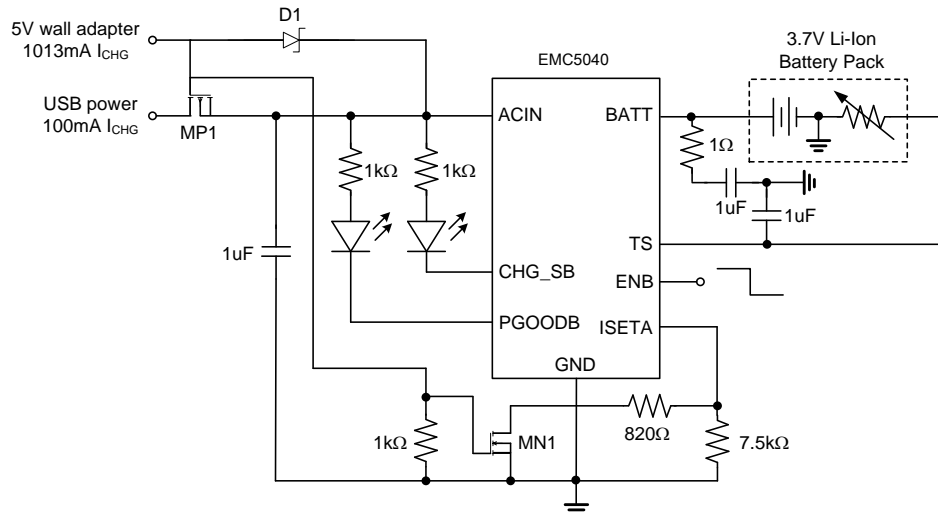 5V wall adapter
1013mA ICHG
D1
USB power
100mA ICHG
MP1
EMC5040
3.7V Li-Ion
Battery Pack
ACIN
BATT
1Ω
1kΩ
1kΩ
1uF
1uF
1uF
TS
CHG_SB
ENB
PGOODB
ISETA
GND
1kΩ
MN1
820Ω
7.5kΩ